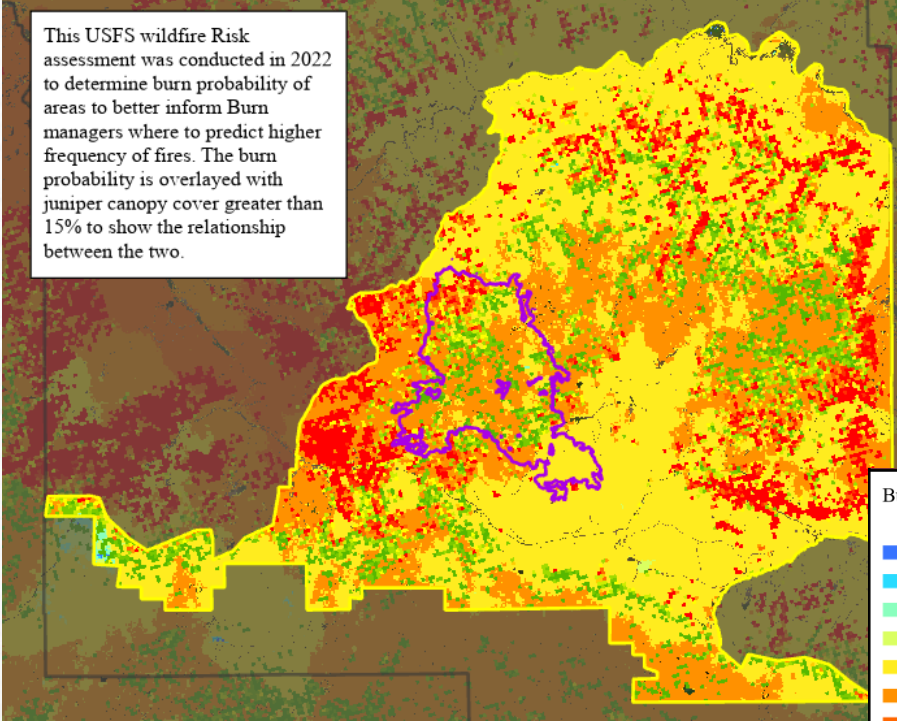 This USFS wildfire Risk
assessment was conducted in 2022
to determine burn probability of
areas to better inform Burn
managers where to predict higher
frequency of fires. The burn
probability is overlayed with
juniper canopy cover greater than
15% to show the relationship
between the two.